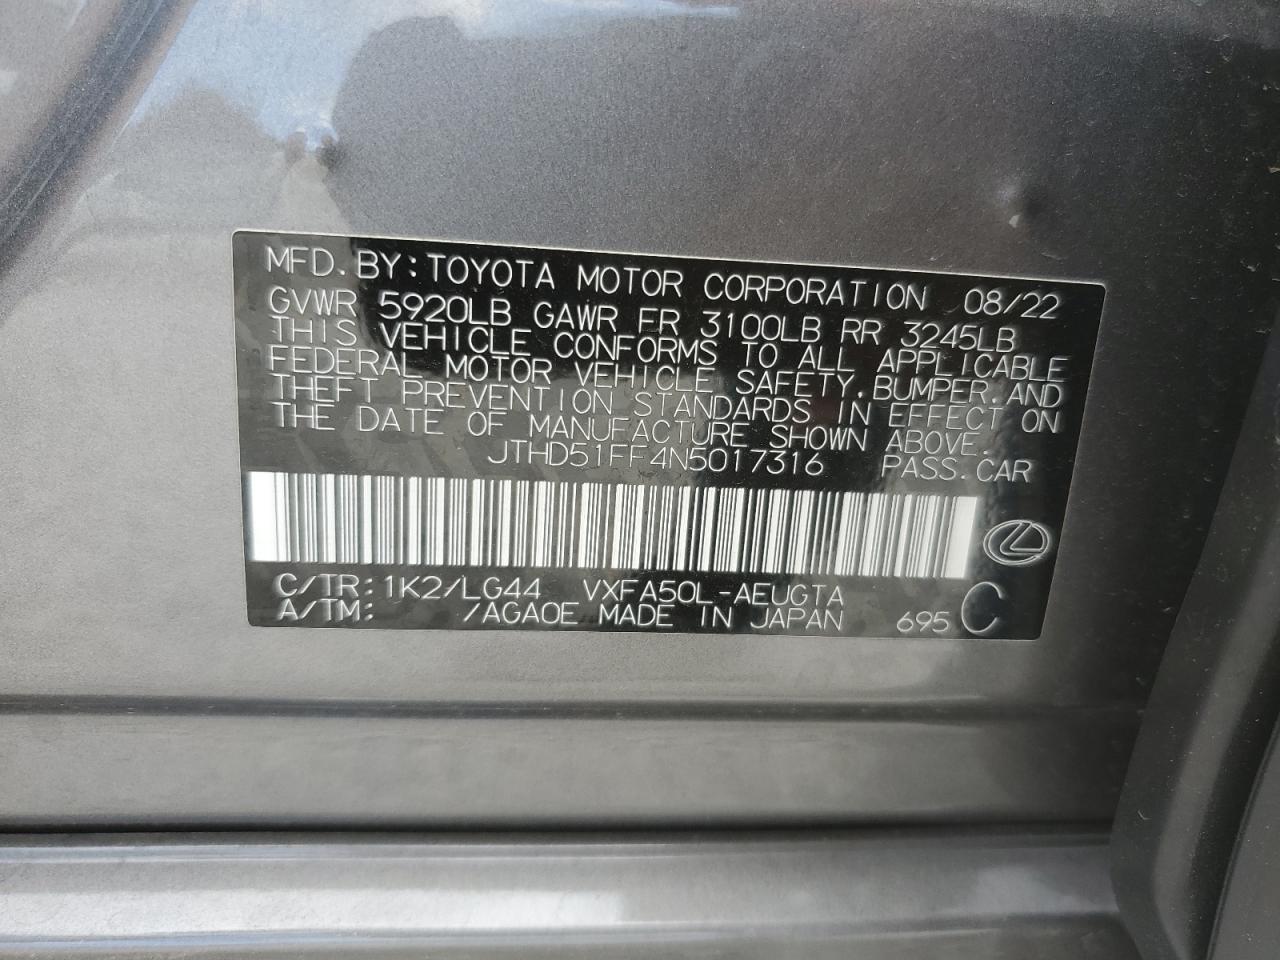 MFD. BY: TOYOTA MOTOR CORPORATION 08/22
GVWR 5920LB GAWR FR 3100LB RR 3245LB
THIS VEHICLE CONFORMS TO ALL APPLICABLE
FEDERAL MOTOR VEHICLE SAFETY, BUMPER, AND
THEFT PREVENTION STANDARDS IN EFFECT ON
THE DATE OF MANUFACTURE SHOWN ABOVE.
JTHD51FF4N5017316 PASS. CAR
C/TR: 1K2/LG44 VXFA50L-AEUGTA
A/TM: /AGA0E MADE IN JAPAN 695 C